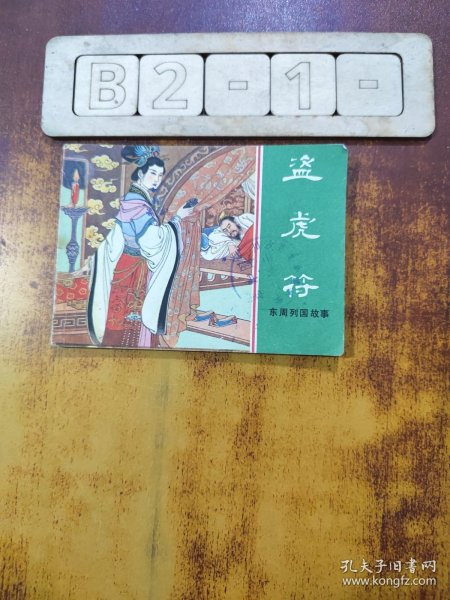 B2-1-
盗
虎
符
东周列国故事
孔夫子旧书网
www.kongfz.com